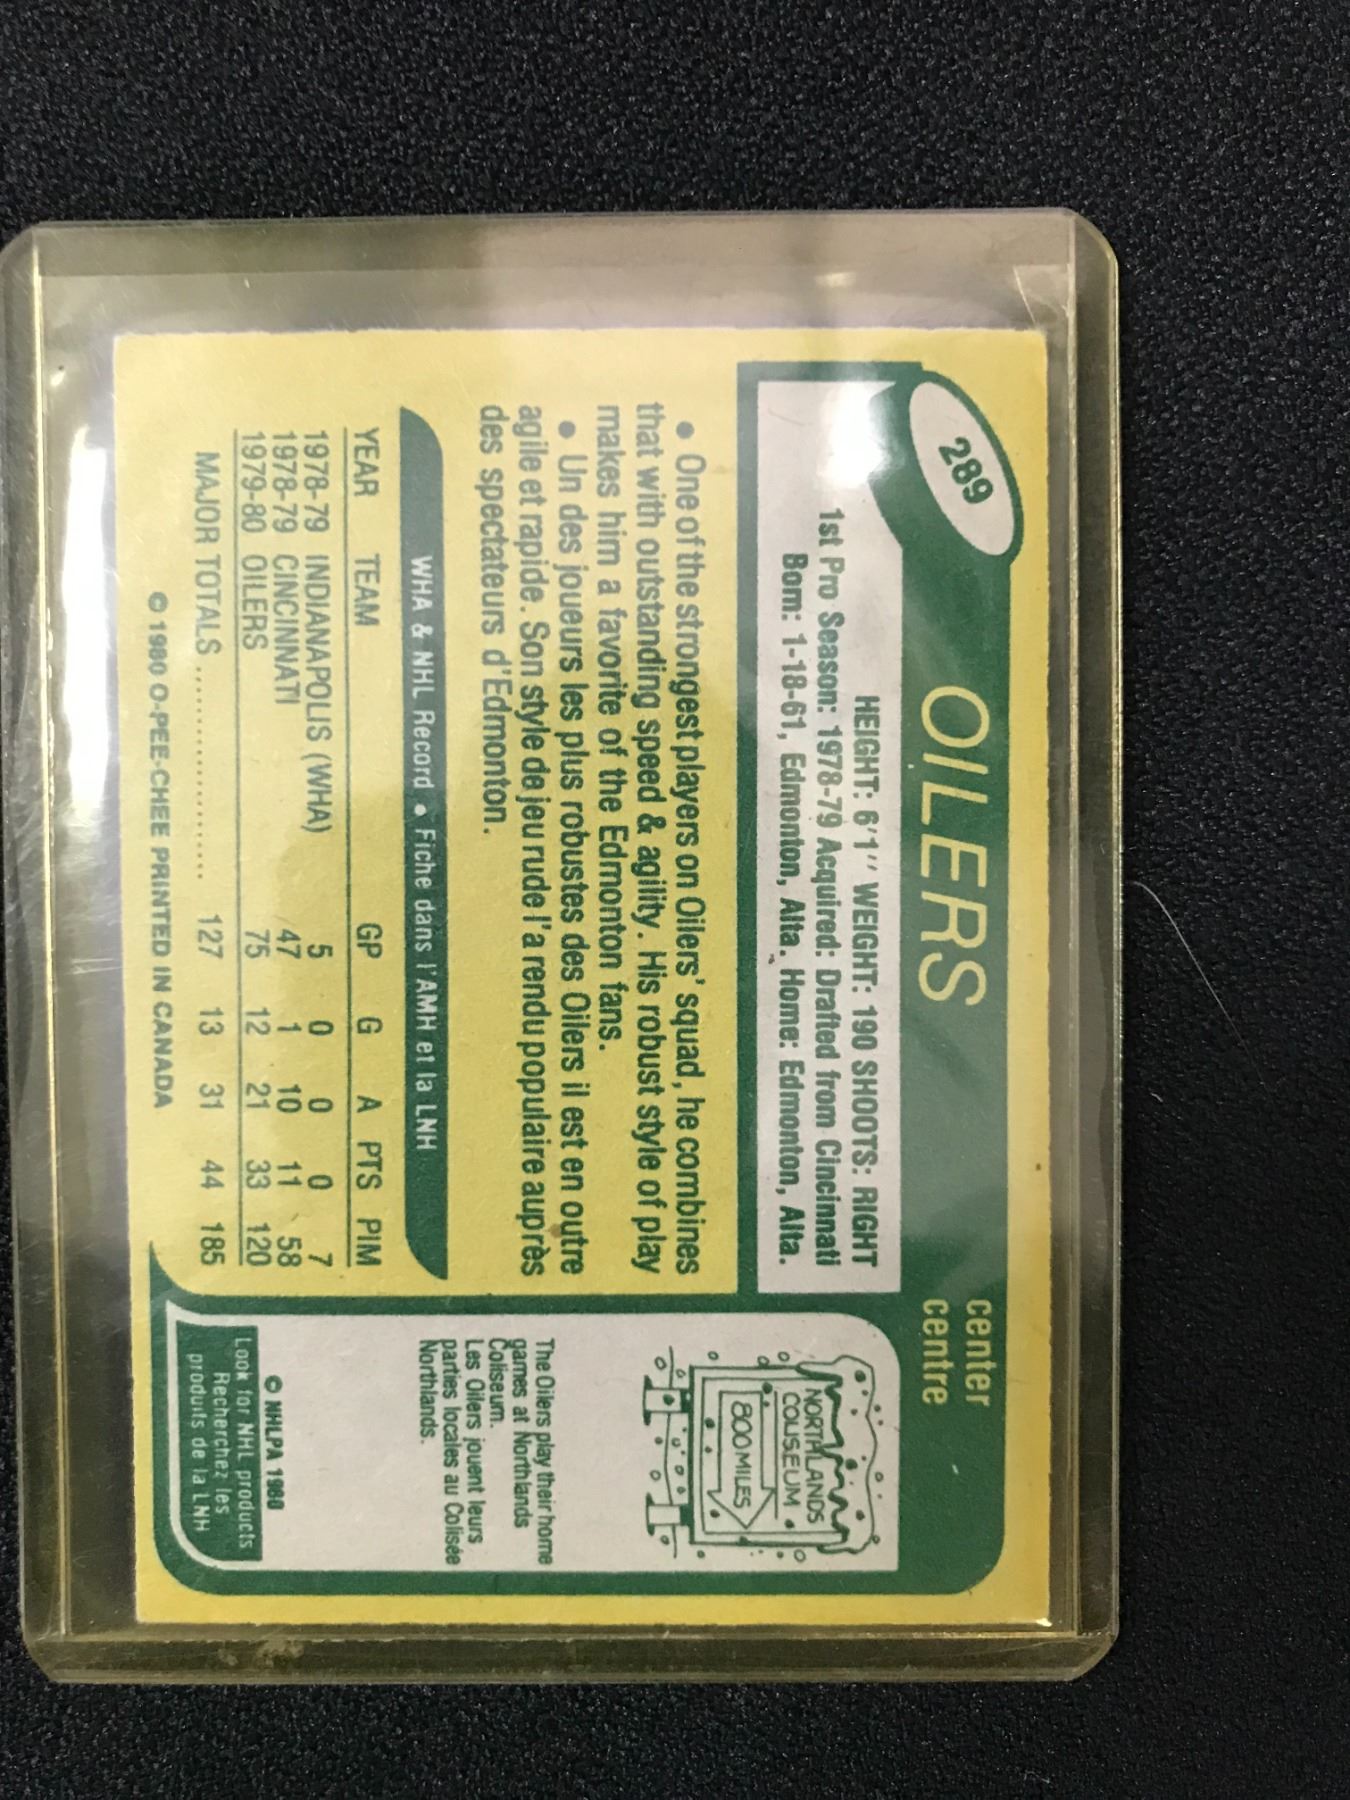 289
OILERS
center
centre
HEIGHT: 6'1" WEIGHT: 190 SHOOTS: RIGHT
1st Pro Season: 1978-79 Acquired: Drafted from Cincinnati
Born: 1-18-61, Edmonton, Alta. Home: Edmonton, Alta.
• One of the strongest players on Oilers' squad, he combines
that with outstanding speed & agility. His robust style of play
makes him a favorite of the Edmonton fans.
• Un des joueurs les plus robustes des Oilers il est en outre
agile et rapide. Son style de jeu rude l'a rendu populaire auprès
des spectateurs d'Edmonton.
WHA & NHL Record • Fiche dans l'AMH et la LNH
YEAR TEAM GP G A PTS PIM
1978-79 INDIANAPOLIS (WHA) 5 0 0 0 7
1978-79 CINCINNATI 47 1 10 11 58
1979-80 OILERS 75 12 21 33 120
MAJOR TOTALS .................... 127 13 31 44 185
© 1980 O-PEE-CHEE PRINTED IN CANADA
NORTHLANDS
COLISEUM
800 MILES
The Oilers play their home
games at Northlands
Coliseum.
Les Oilers jouent leurs
parties locales au Colisée
Northlands.
© NHLPA 1980
Look for NHL products
Recherchez les
produits de la LNH